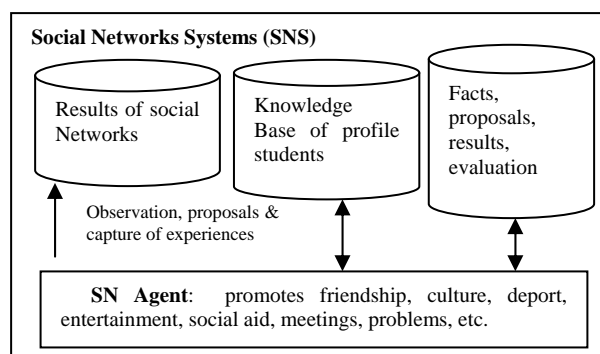 Social Networks Systems (SNS)
Results of social
Networks
Knowledge
Base of profile
students
Facts,
proposals,
results,
evaluation
Observation, proposals &
capture of experiences
SN Agent: promotes friendship, culture, deport,
entertainment, social aid, meetings, problems, etc.